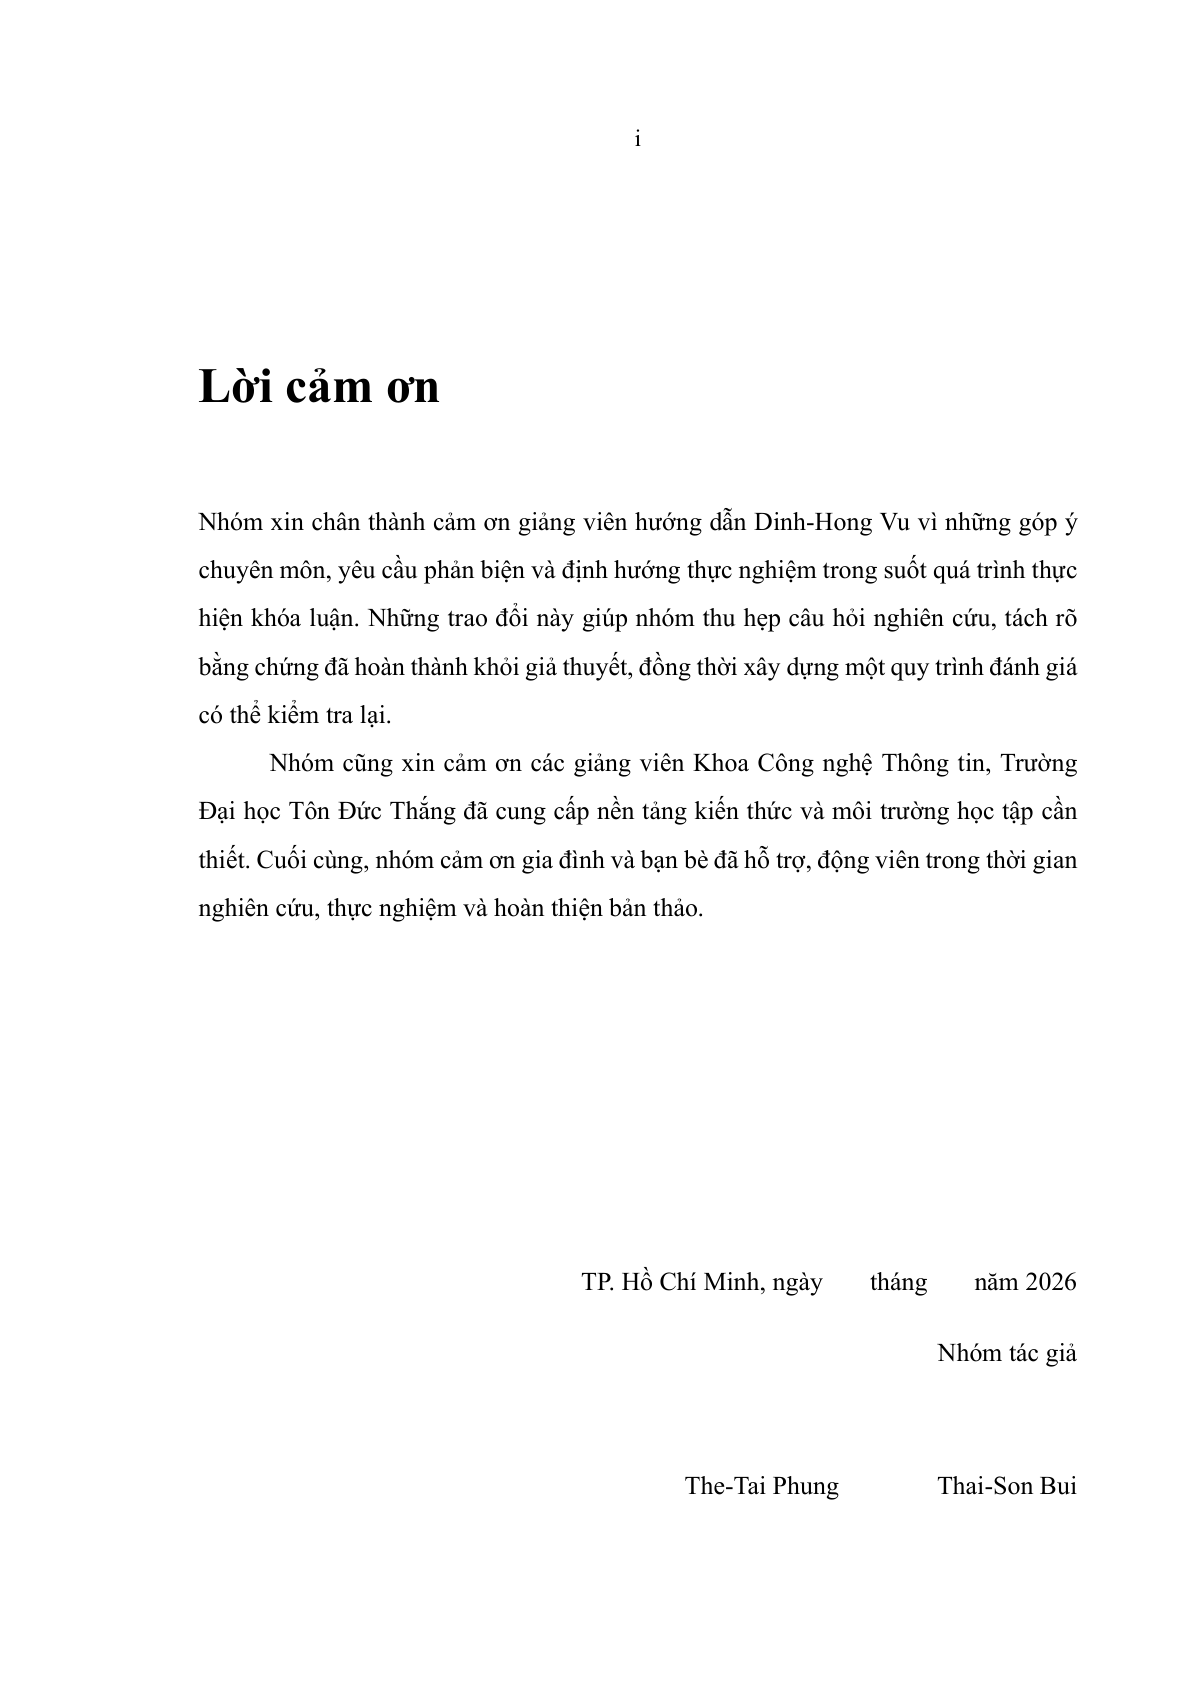 i
Lời cảm ơn
Nhóm xin chân thành cảm ơn giảng viên hướng dẫn Dinh-Hong Vu vì những góp ý
chuyên môn, yêu cầu phản biện và định hướng thực nghiệm trong suốt quá trình thực
hiện khóa luận. Những trao đổi này giúp nhóm thu hẹp câu hỏi nghiên cứu, tách rõ
bằng chứng đã hoàn thành khỏi giả thuyết, đồng thời xây dựng một quy trình đánh giá
có thể kiểm tra lại.
Nhóm cũng xin cảm ơn các giảng viên Khoa Công nghệ Thông tin, Trường
Đại học Tôn Đức Thắng đã cung cấp nền tảng kiến thức và môi trường học tập cần
thiết. Cuối cùng, nhóm cảm ơn gia đình và bạn bè đã hỗ trợ, động viên trong thời gian
nghiên cứu, thực nghiệm và hoàn thiện bản thảo.
TP. Hồ Chí Minh, ngày tháng năm 2026
Nhóm tác giả
The-Tai Phung Thai-Son Bui